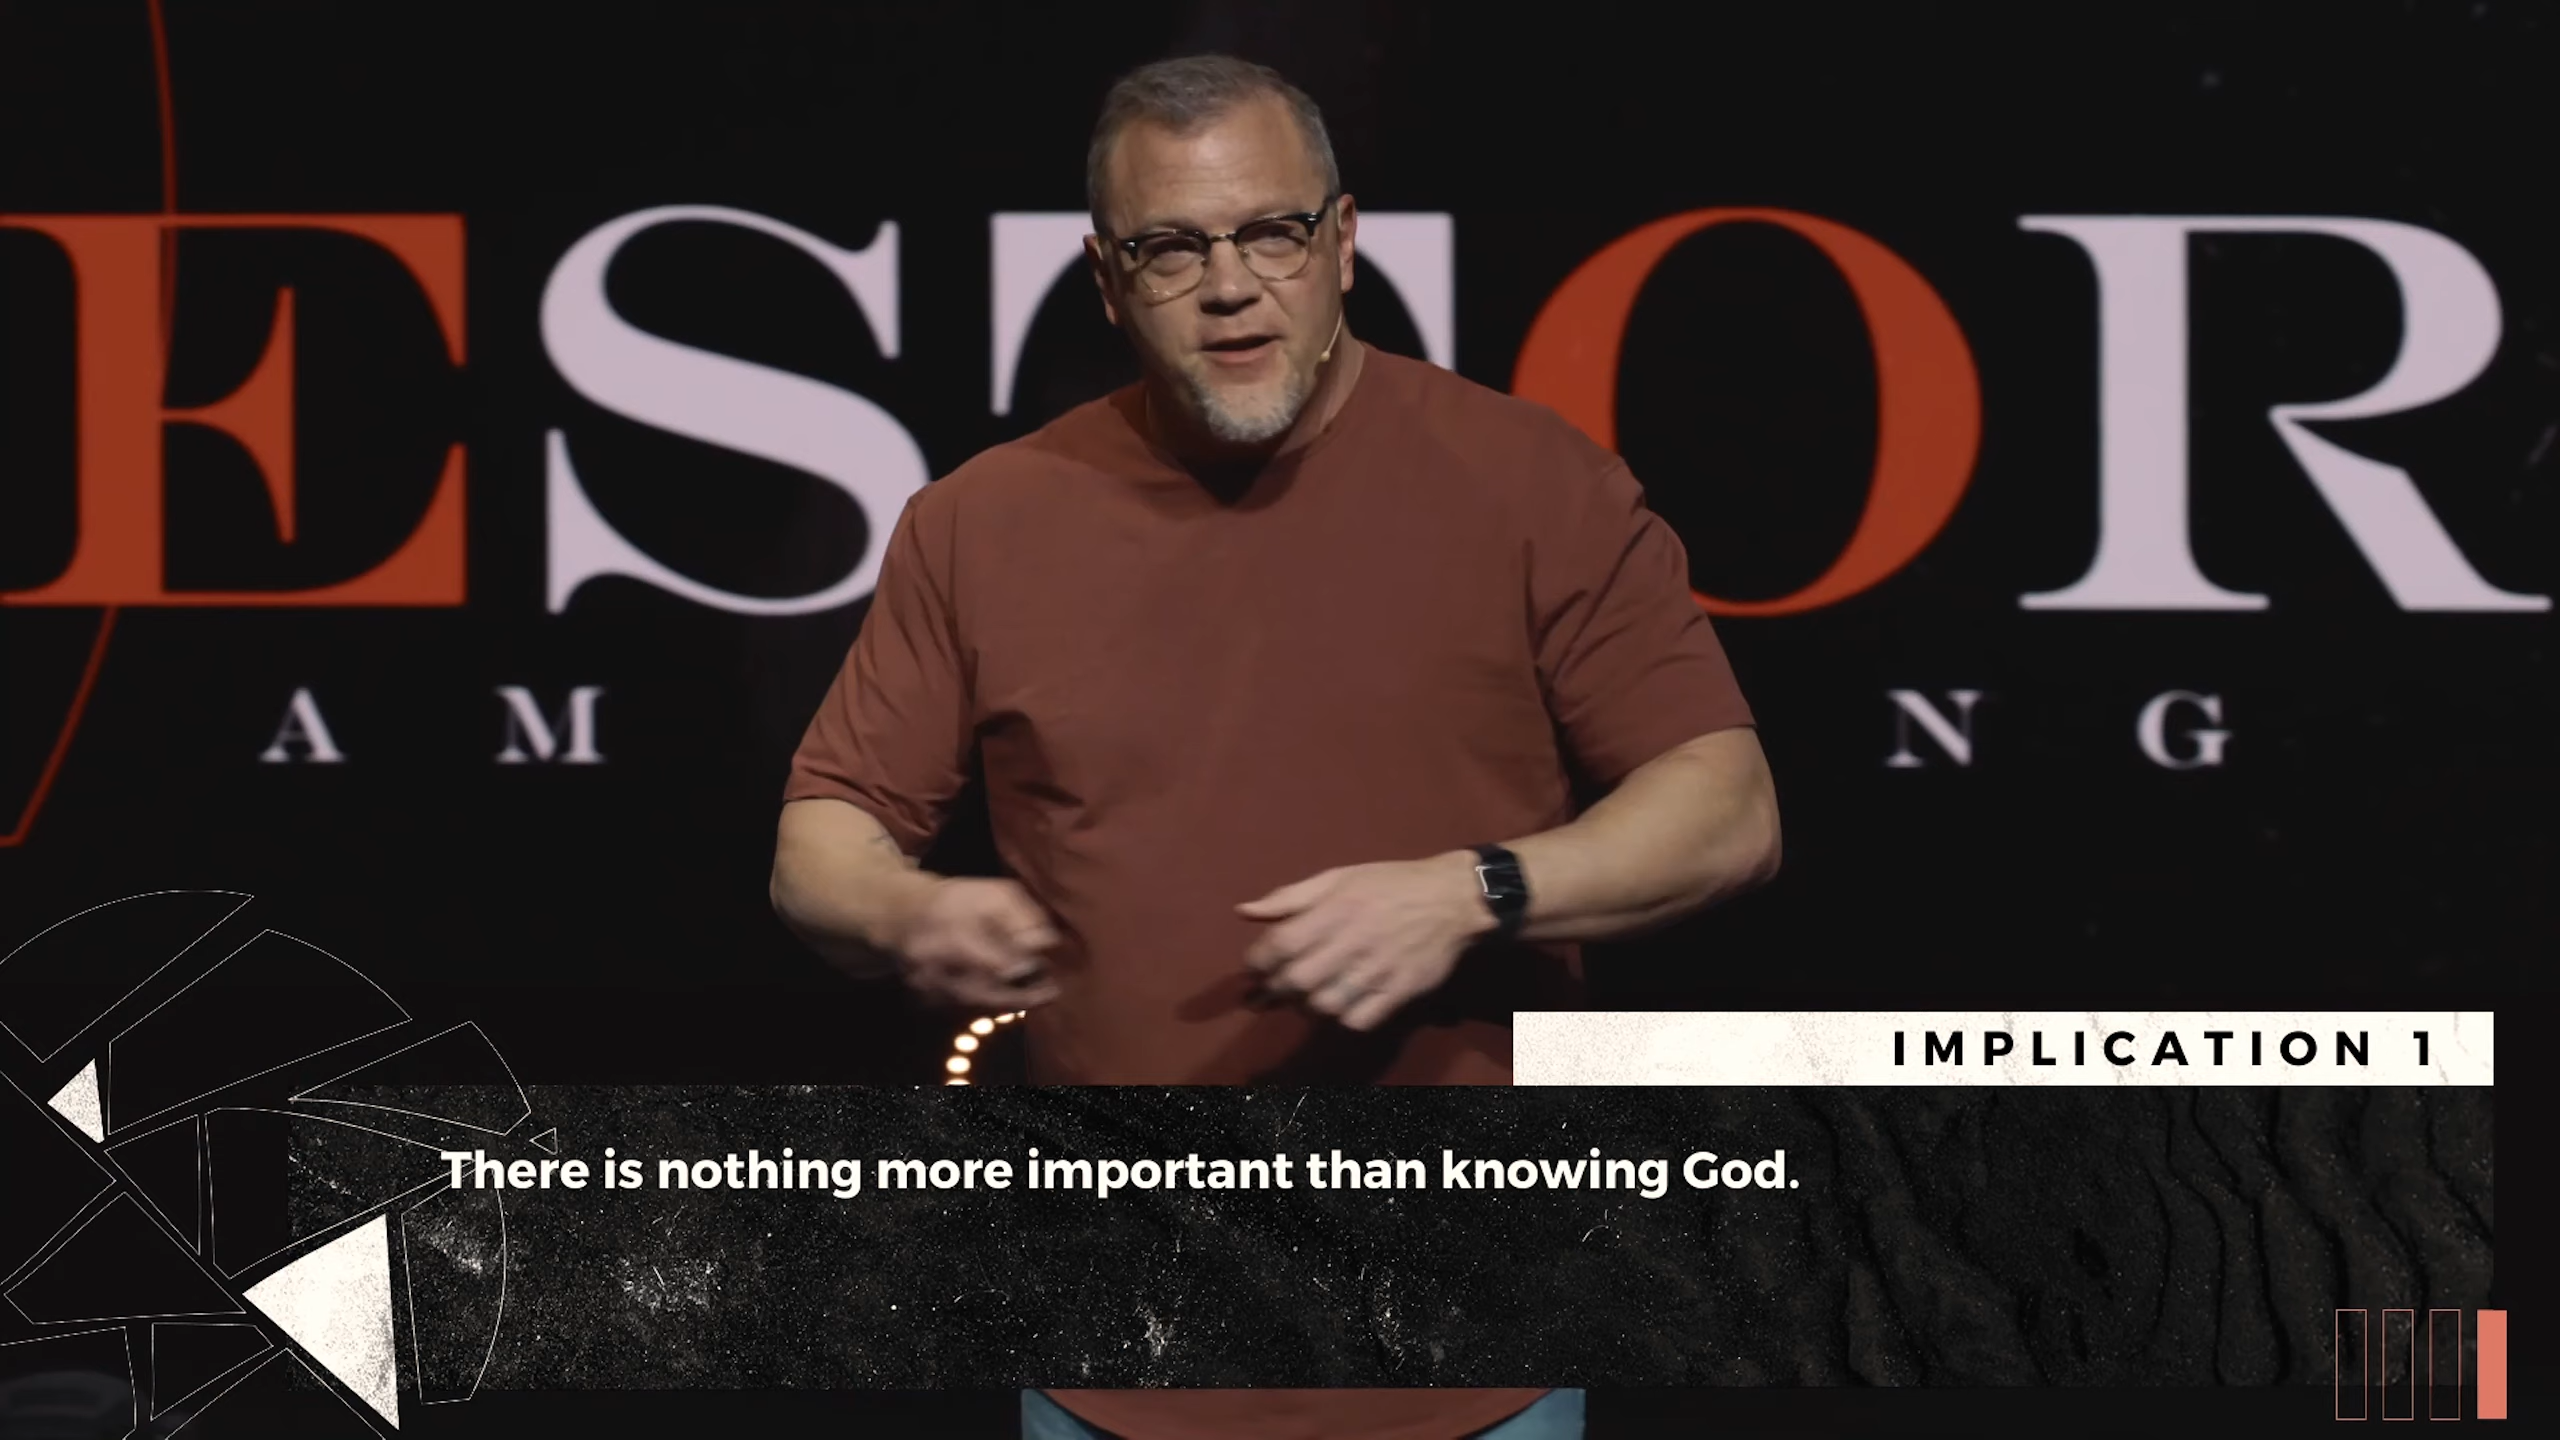 ESTOR
AM NG
IMPLICATION 1
There is nothing more important than knowing God.